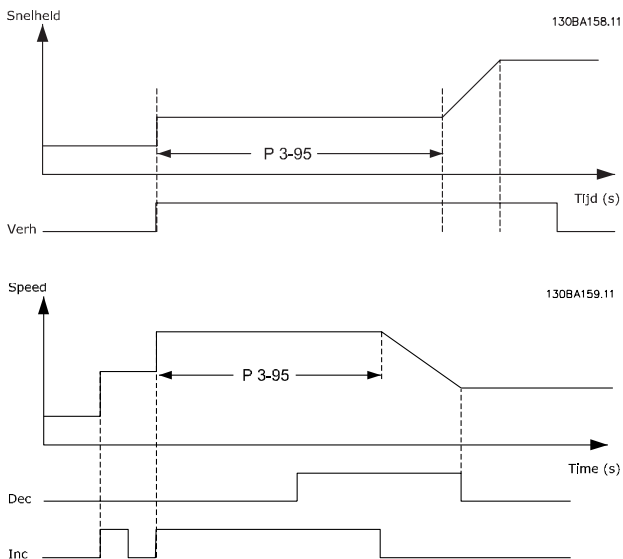 Snelheid
130BA158.11
P 3-95
Tijd (s)
Verh
Speed
130BA159.11
P 3-95
Time (s)
Dec
Inc